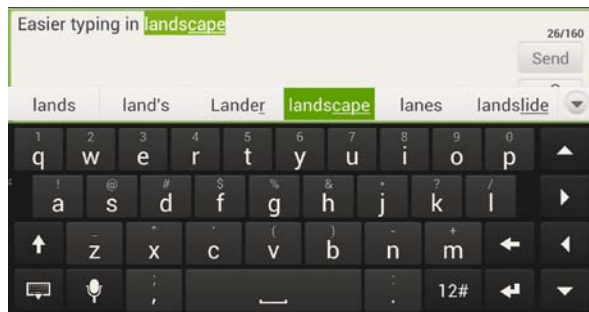 Easier typing in landscape
26/160
Send
lands land's Lander landscape lanes landslide
1 2 3 4 5 6 7 8 9 0
q w e r t y u i o p
! @ # $ % & * ? /
a s d f g h j k l
_ " ' ( ) - +
z x c v b n m
; :
, . 12#